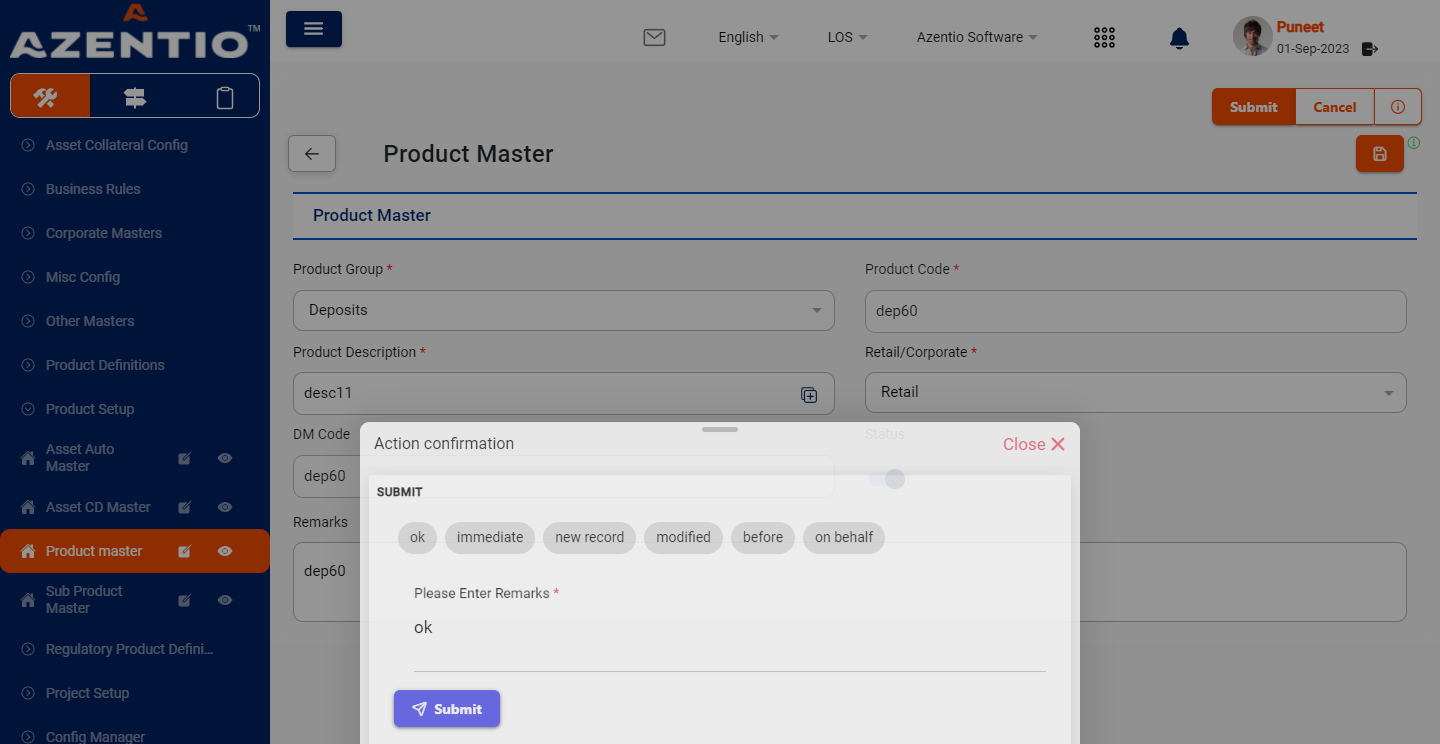 AZENTIO™
English
LOS
Azentio Software
Puneet
01-Sep-2023
Submit
Cancel
Product Master
Product Master
Asset Collateral Config
Business Rules
Corporate Masters
Misc Config
Other Masters
Product Definitions
Product Setup
Asset Auto
Master
Asset CD Master
Product master
Sub Product
Master
Regulatory Product Defini...
Project Setup
Config Manager
Product Group *
Deposits
Product Code *
dep60
Product Description *
desc11
Retail/Corporate *
Retail
DM Code
dep60
Status
Remarks
dep60
Action confirmation
Close
SUBMIT
ok
immediate
new record
modified
before
on behalf
Please Enter Remarks *
ok
Submit